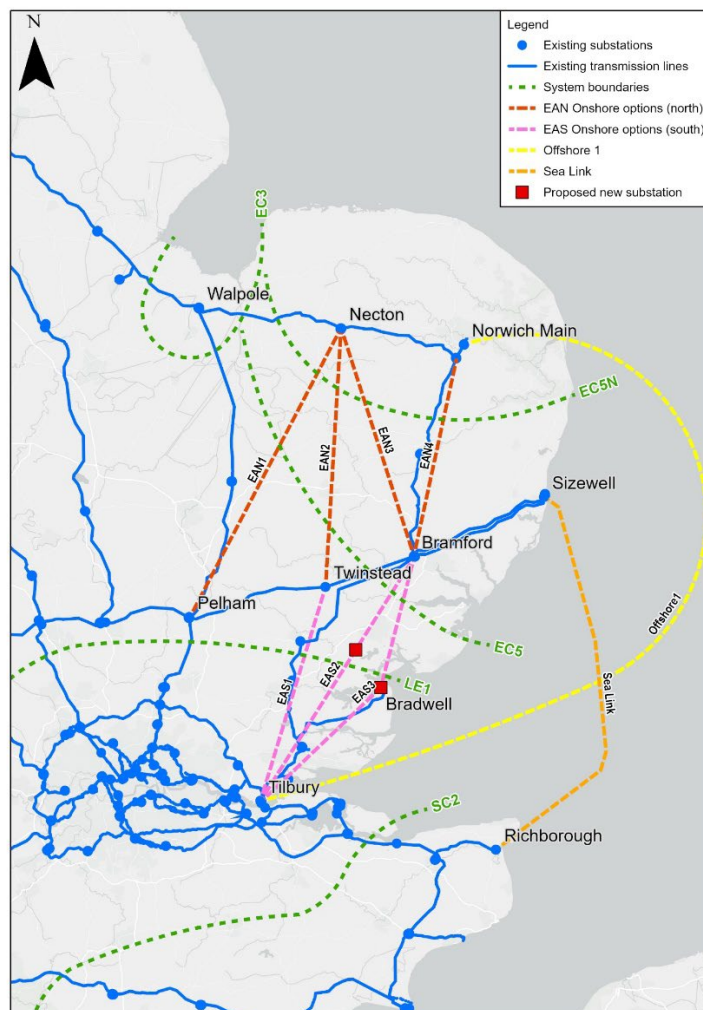 N
Legend
Existing substations
Existing transmission lines
System boundaries
EAN Onshore options (north)
EAS Onshore options (south)
Offshore 1
Sea Link
Proposed new substation
EC3
Walpole
Necton
Norwich Main
EC5N
EAN1
EAN2
EAN3
EAN4
Sizewell
Bramford
Twinstead
Pelham
Offshore1
EC5
EAS1
EAS2
EAS3
LE1
Sea Link
Bradwell
Tilbury
SC2
Richborough